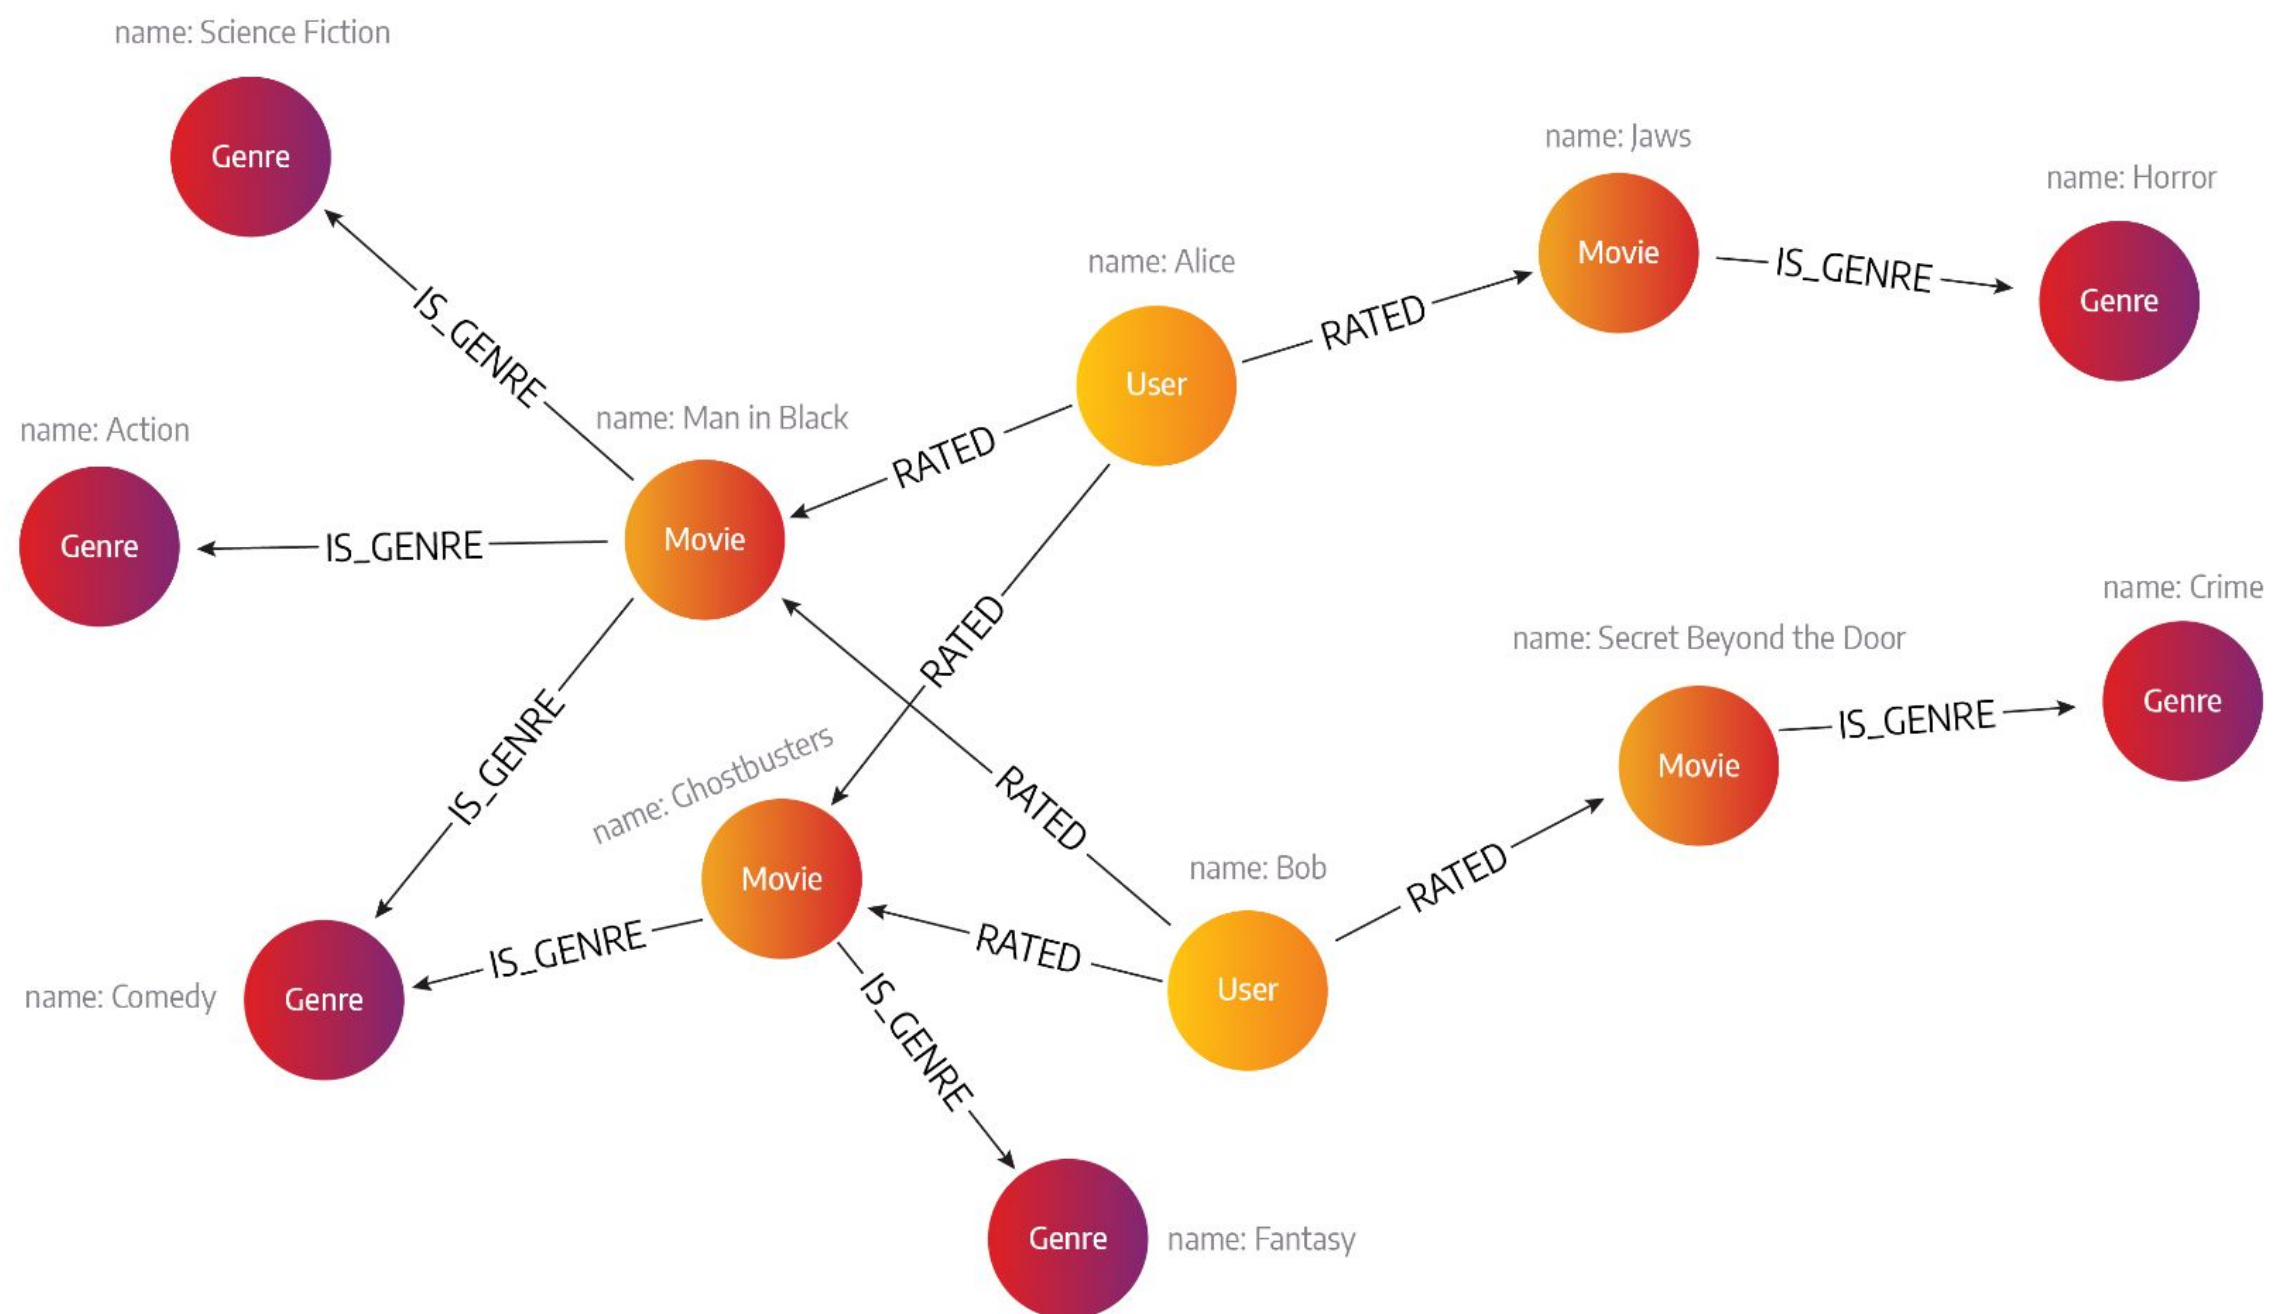 name: Science Fiction
Genre
name: Jaws
name: Horror
Movie
IS_GENRE
Genre
name: Alice
RATED
User
IS_GENRE
name: Man in Black
name: Action
RATED
Genre
IS_GENRE
Movie
RATED
name: Crime
name: Secret Beyond the Door
Genre
IS_GENRE
Movie
IS_GENRE
name: Ghostbusters
RATED
Movie
name: Bob
RATED
IS_GENRE
RATED
User
name: Comedy
Genre
IS_GENRE
Genre
name: Fantasy